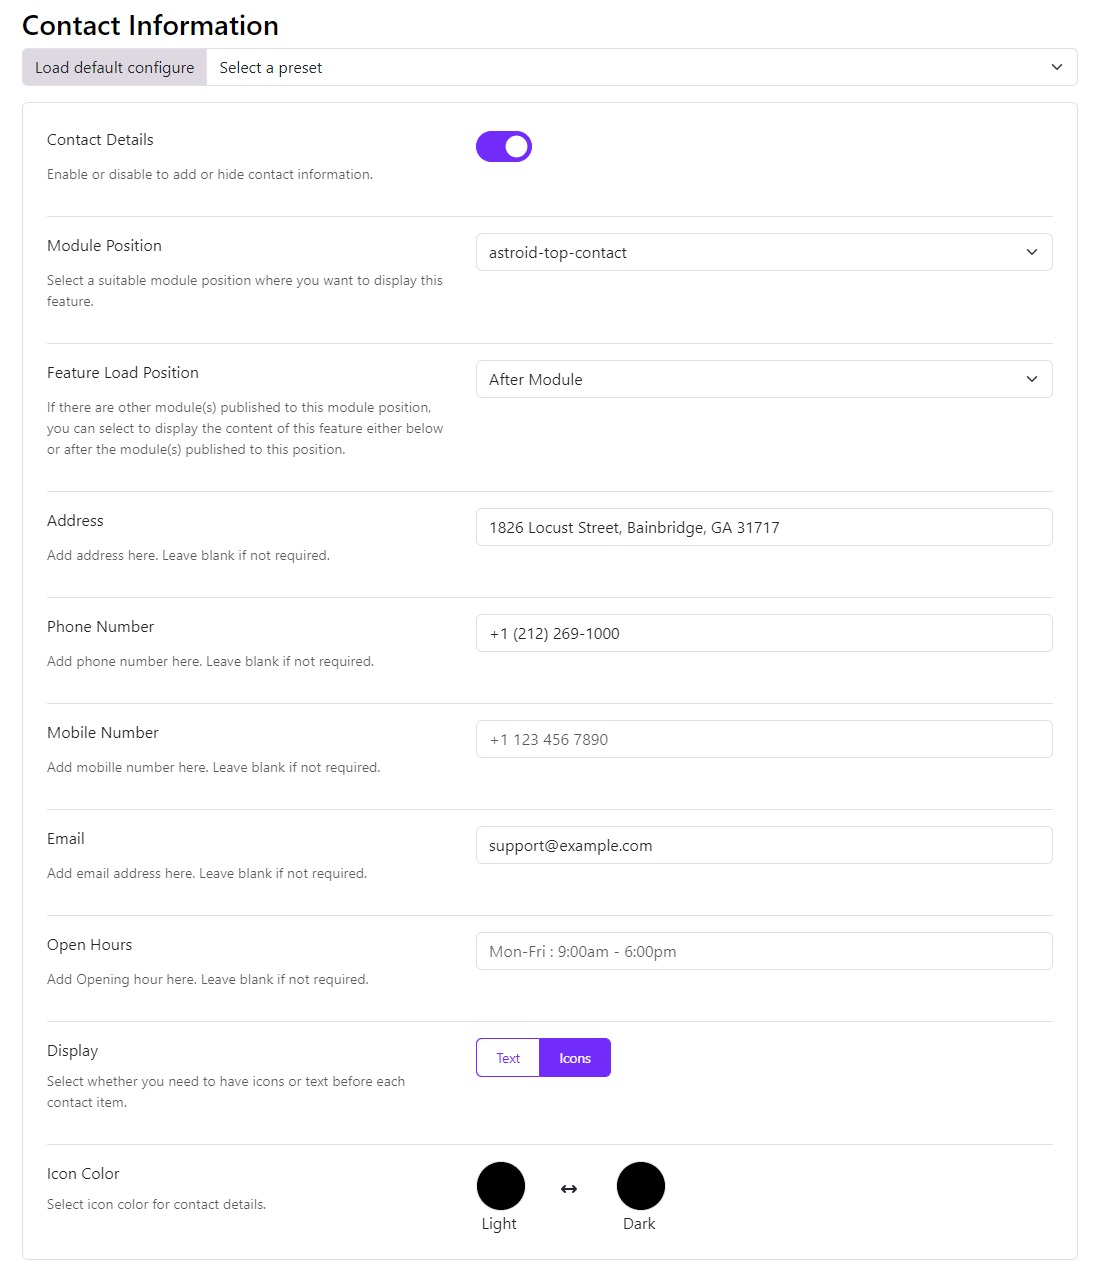 Contact Information
Load default configure
Select a preset
Contact Details
Enable or disable to add or hide contact information.
Module Position
astroid-top-contact
Select a suitable module position where you want to display this
feature.
Feature Load Position
After Module
If there are other module(s) published to this module position,
you can select to display the content of this feature either below
or after the module(s) published to this position.
Address
1826 Locust Street, Bainbridge, GA 31717
Add address here. Leave blank if not required.
Phone Number
+1 (212) 269-1000
Add phone number here. Leave blank if not required.
Mobile Number
+1 123 456 7890
Add mobille number here. Leave blank if not required.
Email
support@example.com
Add email address here. Leave blank if not required.
Open Hours
Mon-Fri : 9:00am - 6:00pm
Add Opening hour here. Leave blank if not required.
Display
Text
Icons
Select whether you need to have icons or text before each
contact item.
Icon Color
Select icon color for contact details.
Light
Dark